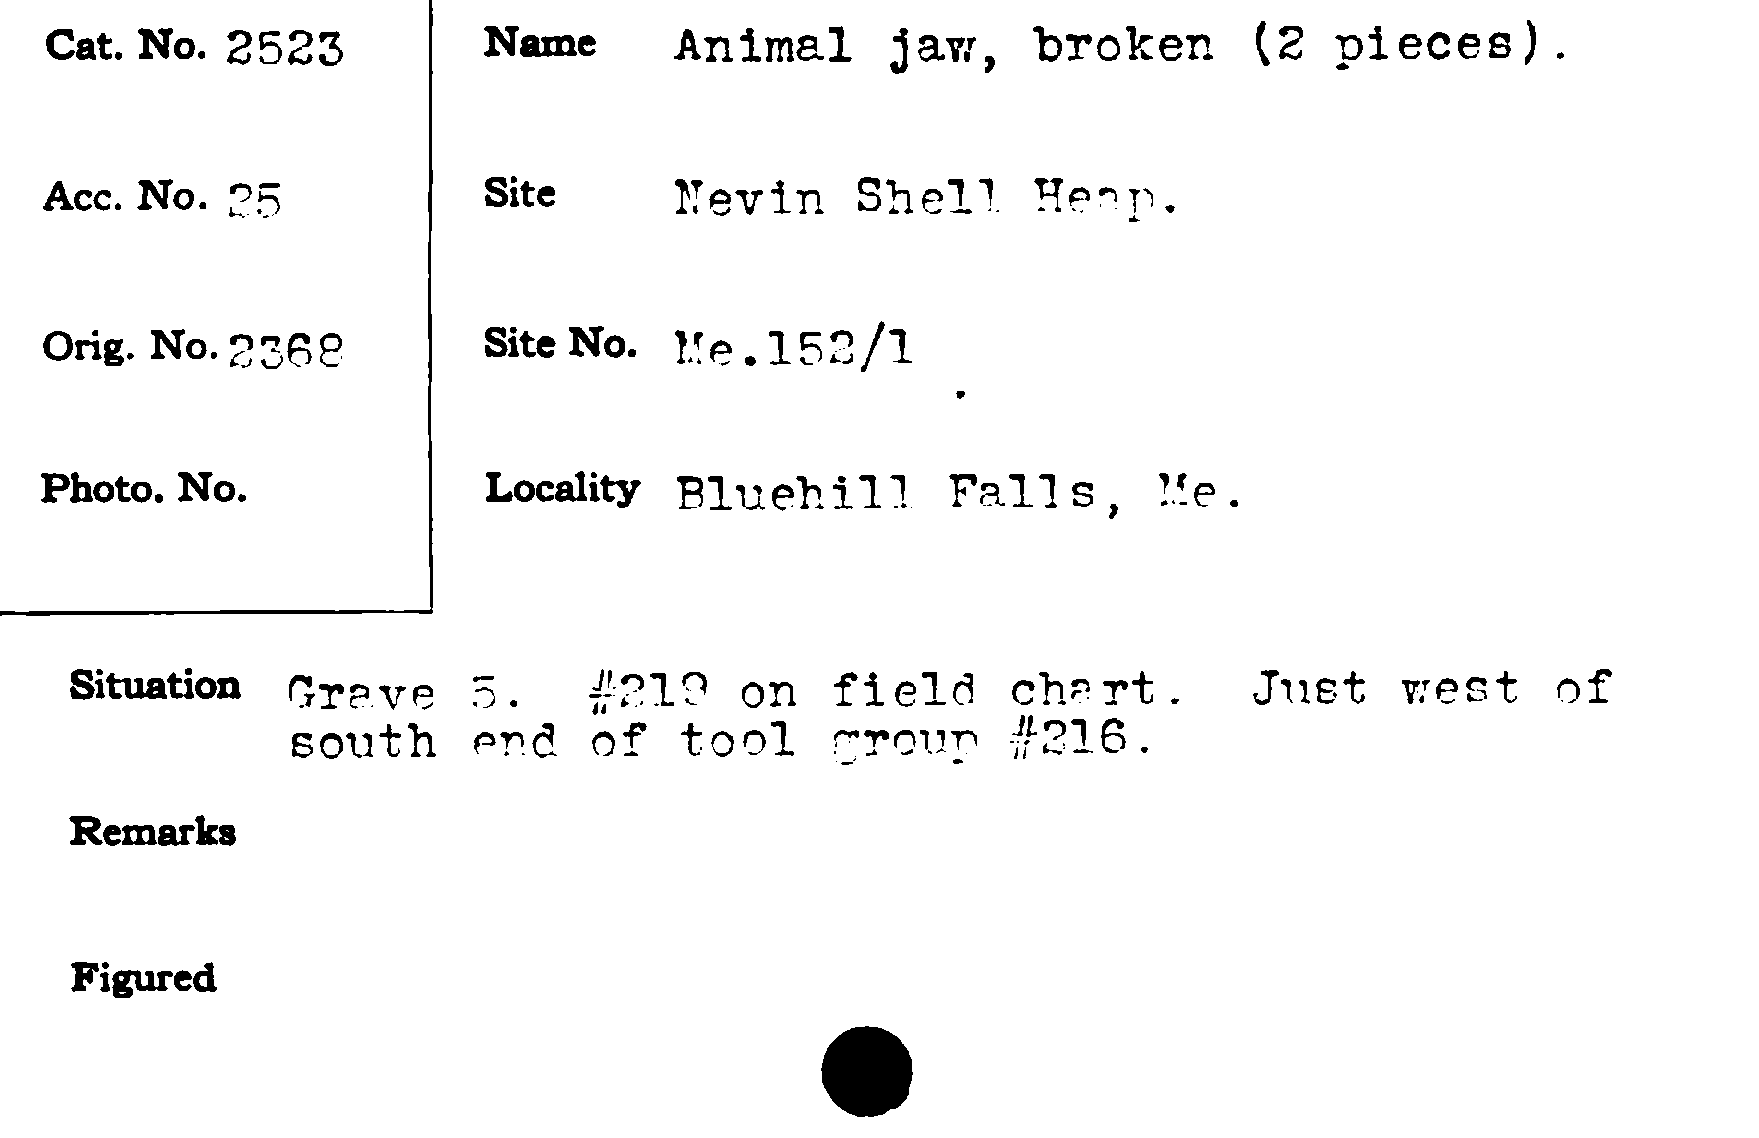 Cat. No. 2523
Name Animal jaw, broken (2 pieces).
Acc. No. 25
Site Nevin Shell Heap.
Orig. No. 2368
Site No. Me.152/1
Photo. No.
Locality Bluehill Falls, Me.
Situation Grave 5. #219 on field chart. Just west of
south end of tool group #216.
Remarks
Figured